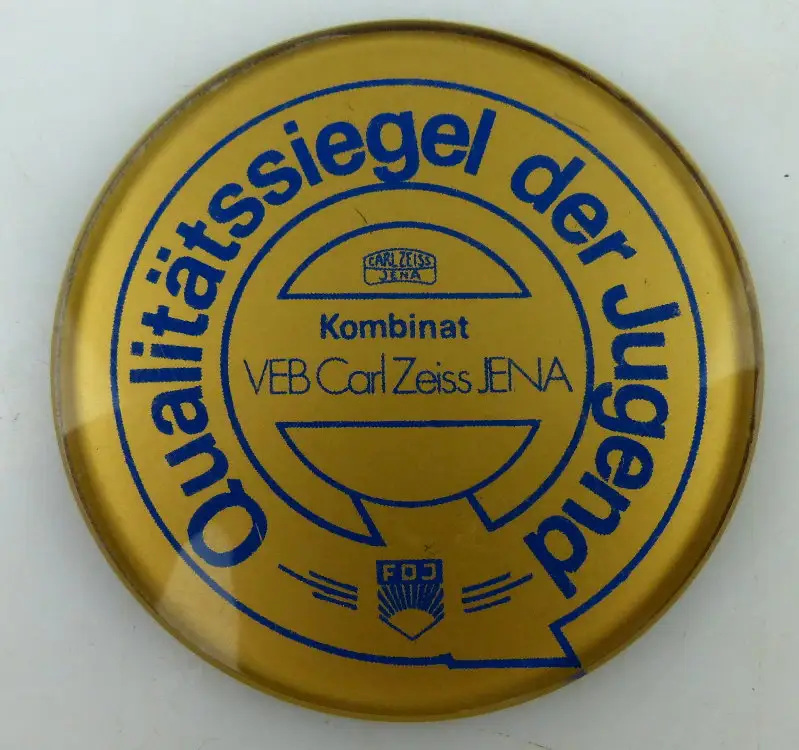 Qualitätssiegel der Jugend
CARL ZEISS
JENA
Kombinat
VEB Carl Zeiss JENA
FDJ